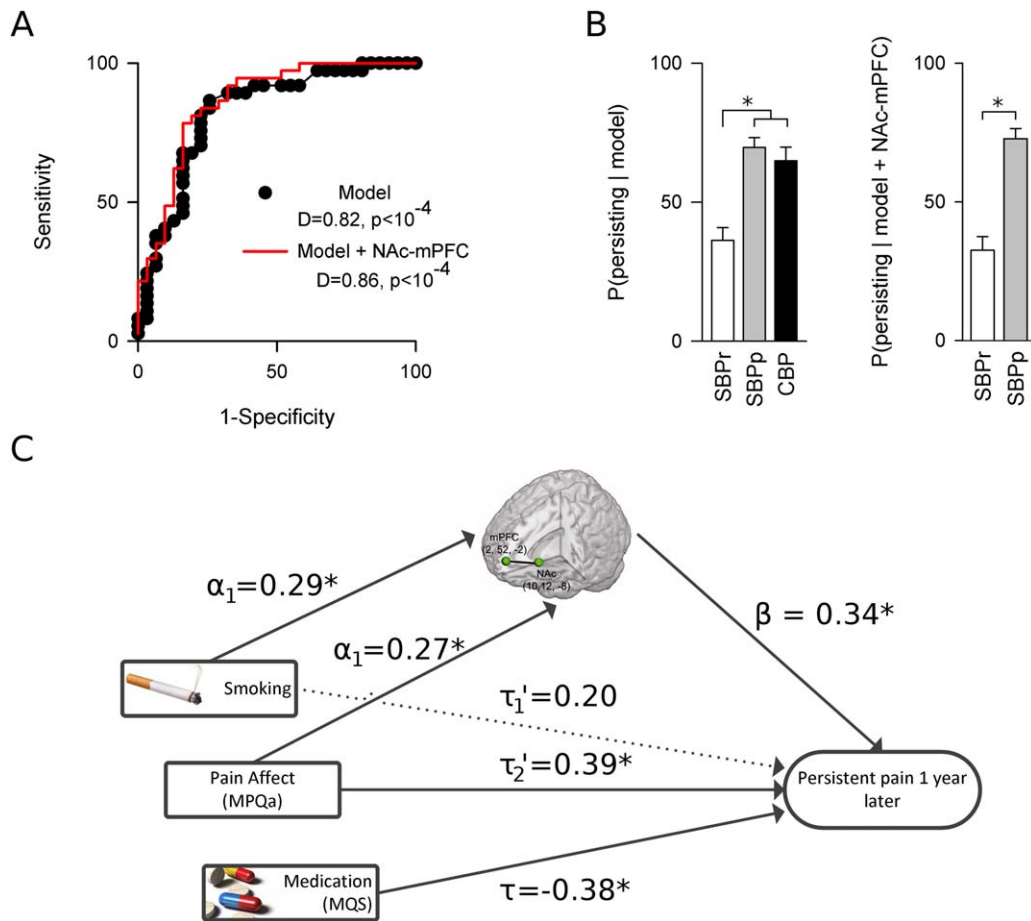 A
100
50
0
Sensitivity
0
100
1-Specificity
Model
D=0.82, p<10-4
Model + NAc-mPFC
D=0.86, p<10-4
B
100
50
0
P(persisting | model)
*
SBPr
SBPp
CBP
100
50
0
P(persisting | model + NAc-mPFC)
*
SBPr
SBPp
C
mPFC
(2, 52, -2)
NAc
(10,12, -8)
α1=0.29*
α1=0.27*
β = 0.34*
Smoking
τ1'=0.20
Pain Affect
(MPQa)
τ2'=0.39*
Persistent pain 1 year
later
Medication
(MQS)
τ=-0.38*